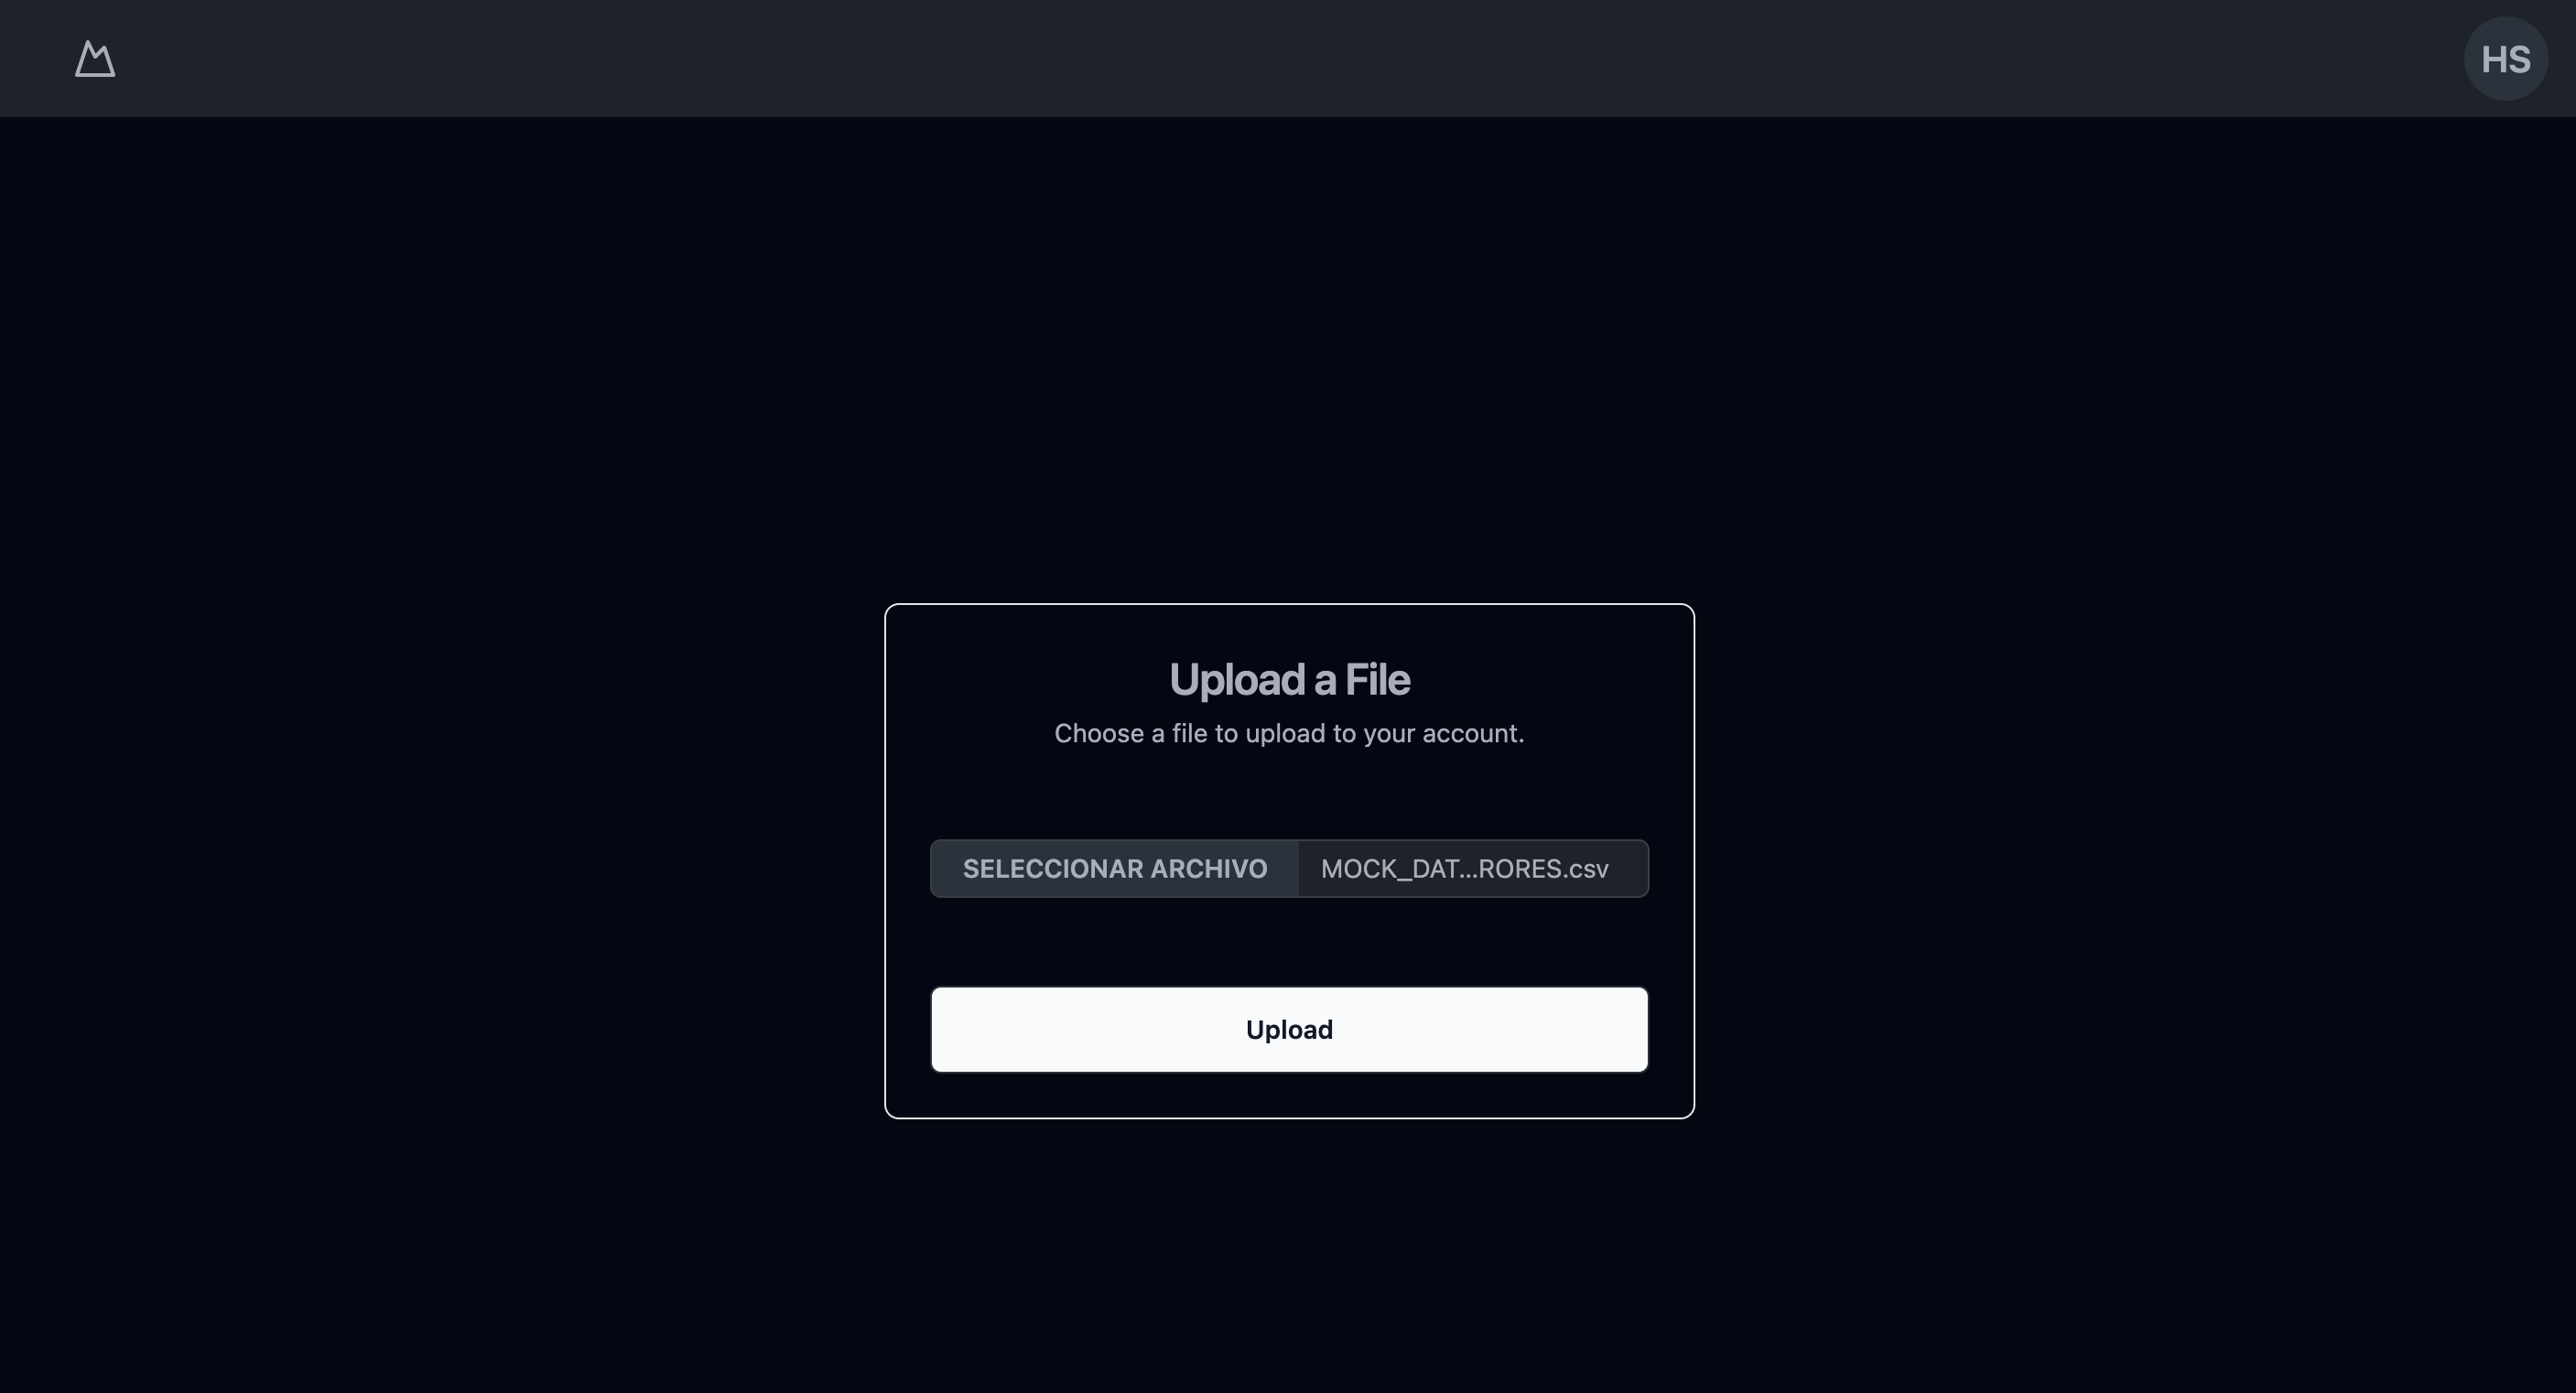 HS
Upload a File
Choose a file to upload to your account.
SELECCIONAR ARCHIVO MOCK_DAT...RORES.csv
Upload